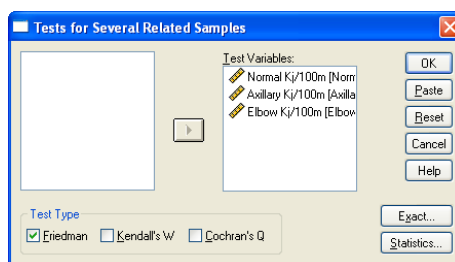 Tests for Several Related Samples
Test Variables:
Normal Kj/100m [Norm
Axillary Kj/100m [Axilla
Elbow Kj/100m [Elbow
OK
Paste
Reset
Cancel
Help
Test Type
Friedman
Kendall's W
Cochran's Q
Exact...
Statistics...